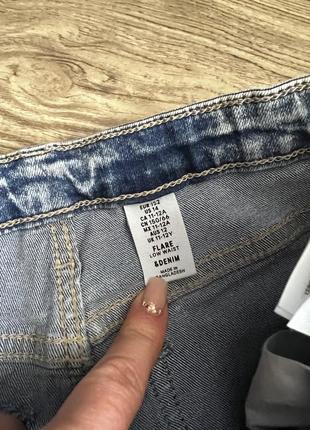 EUR 152
US 14
CA 11-12A
CN 150/64
MX 11-12A
AUS 12
UK 11-12Y
FLARE
LOW WAIST
&DENIM
MADE IN
BANGLADESH